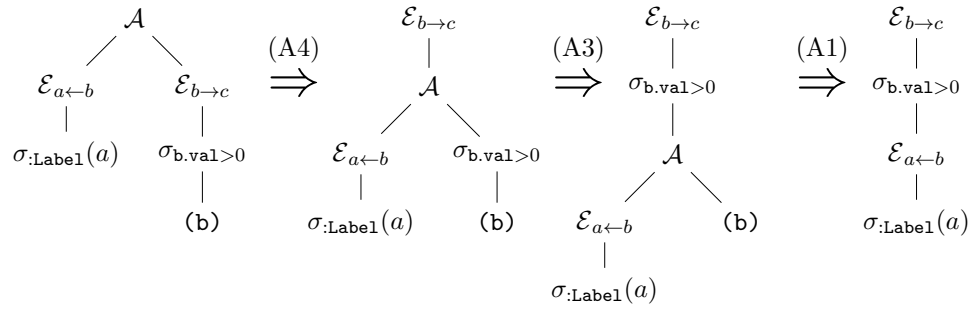 𝒜 (A4) ℰ_{b→c} (A3) ℰ_{b→c} (A1) ℰ_{b→c}
ℰ_{a←b} ℰ_{b→c} ⇒ 𝒜 ⇒ σ_{b.val>0} ⇒ σ_{b.val>0}
σ_{:Label}(a) σ_{b.val>0} ℰ_{a←b} σ_{b.val>0} 𝒜 ℰ_{a←b}
(b) σ_{:Label}(a) (b) ℰ_{a←b} (b) σ_{:Label}(a)
σ_{:Label}(a)